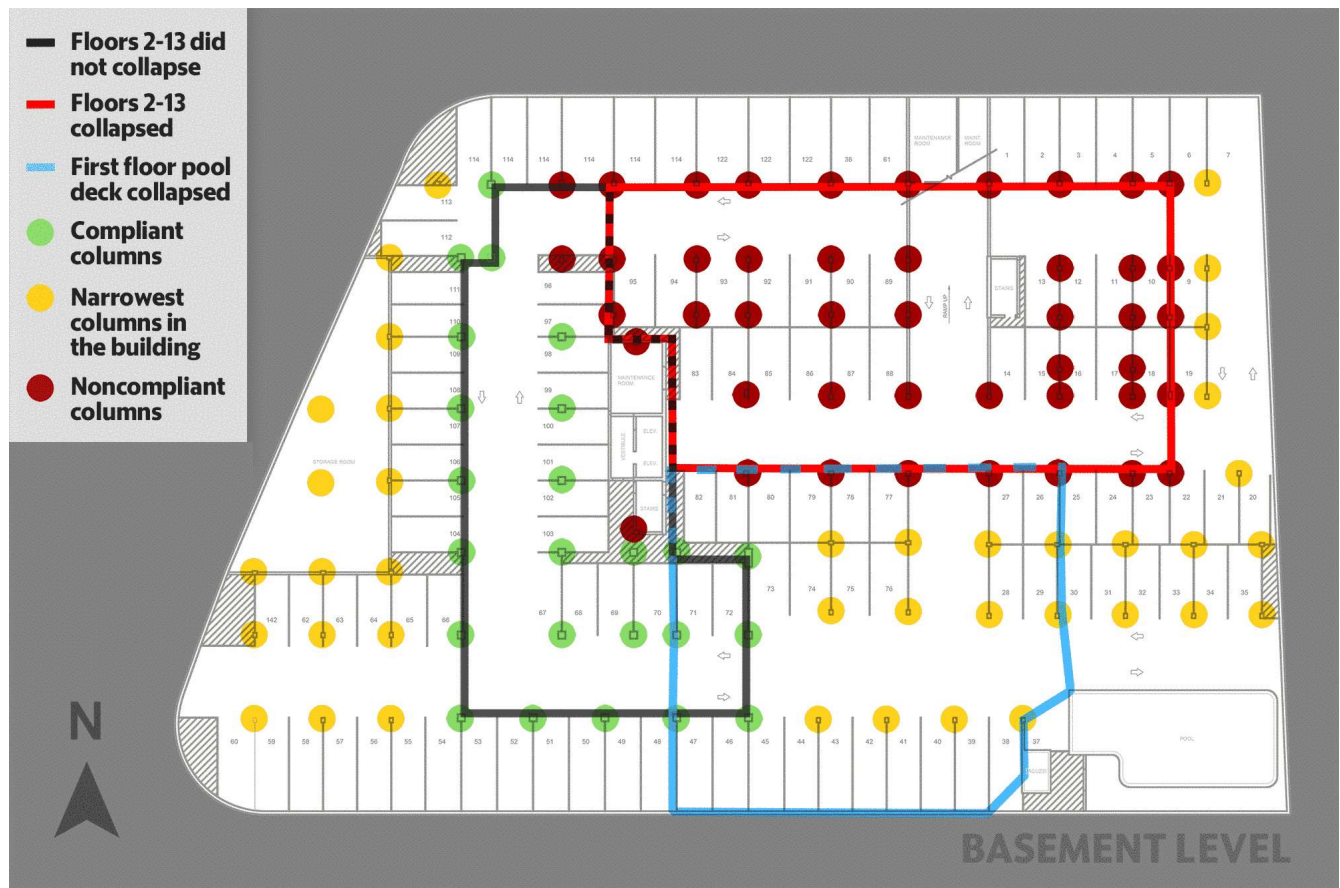 Floors 2-13 did
not collapse
Floors 2-13
collapsed
First floor pool
deck collapsed
Compliant
columns
Narrowest
columns in
the building
Noncompliant
columns
MAINTENANCE
ROOM
MAINT
ROOM
114 114 114 114 114 114 122 122 122 36 61 1 2 3 4 5 6 7
113
112
111
110
109
108
107
106
105
104
96
97
98
99
100
101
102
103
95 94 93 92 91 90 89
RAMP UP
STAIRS
13 12 11 10 9
83 84 85 86 87 88
14 15 16 17 18 19
MAINTENANCE
ROOM
VESTIBULE
ELEV.
ELEV.
STAIRS
STORAGE ROOM
82 81 80 79 78 77 27 26 25 24 23 22 21 20
142 62 63 64 65 66 67 68 69 70 71 72 73 74 75 76 28 29 30 31 32 33 34 35
60 59 58 57 56 55 54 53 52 51 50 49 48 47 46 45 44 43 42 41 40 39 38 37
POOL
N
BASEMENT LEVEL